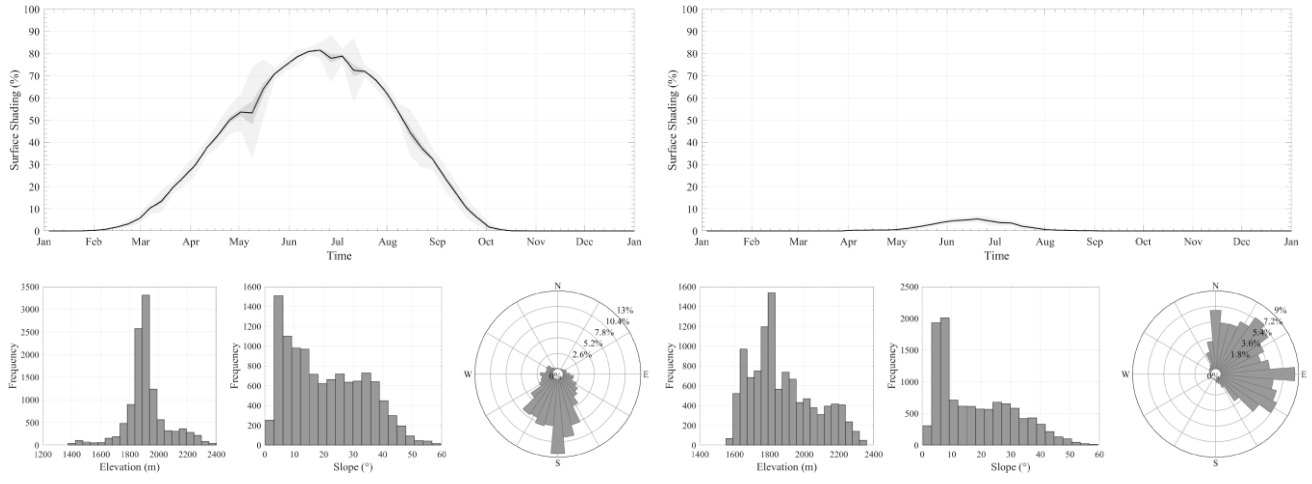 100
90
80
70
60
50
40
30
20
10
0
Surface Shading (%)
Jan Feb Mar Apr May Jun Jul Aug Sep Oct Nov Dec Jan
Time
100
90
80
70
60
50
40
30
20
10
0
Surface Shading (%)
Jan Feb Mar Apr May Jun Jul Aug Sep Oct Nov Dec Jan
Time
3500
3000
2500
2000
1500
1000
500
0
Frequency
1200 1400 1600 1800 2000 2200 2400
Elevation (m)
1600
1400
1200
1000
800
600
400
200
0
Frequency
0 20 40 60
Slope (°)
N
13%
10.4%
7.8%
5.2%
2.6%
0%
W
E
S
1600
1400
1200
1000
800
600
400
200
0
Frequency
1400 1600 1800 2000 2200 2400
Elevation (m)
2500
2000
1500
1000
500
0
Frequency
0 10 20 30 40 50 60
Slope (°)
N
9%
7.2%
5.4%
3.6%
1.8%
0%
W
E
S